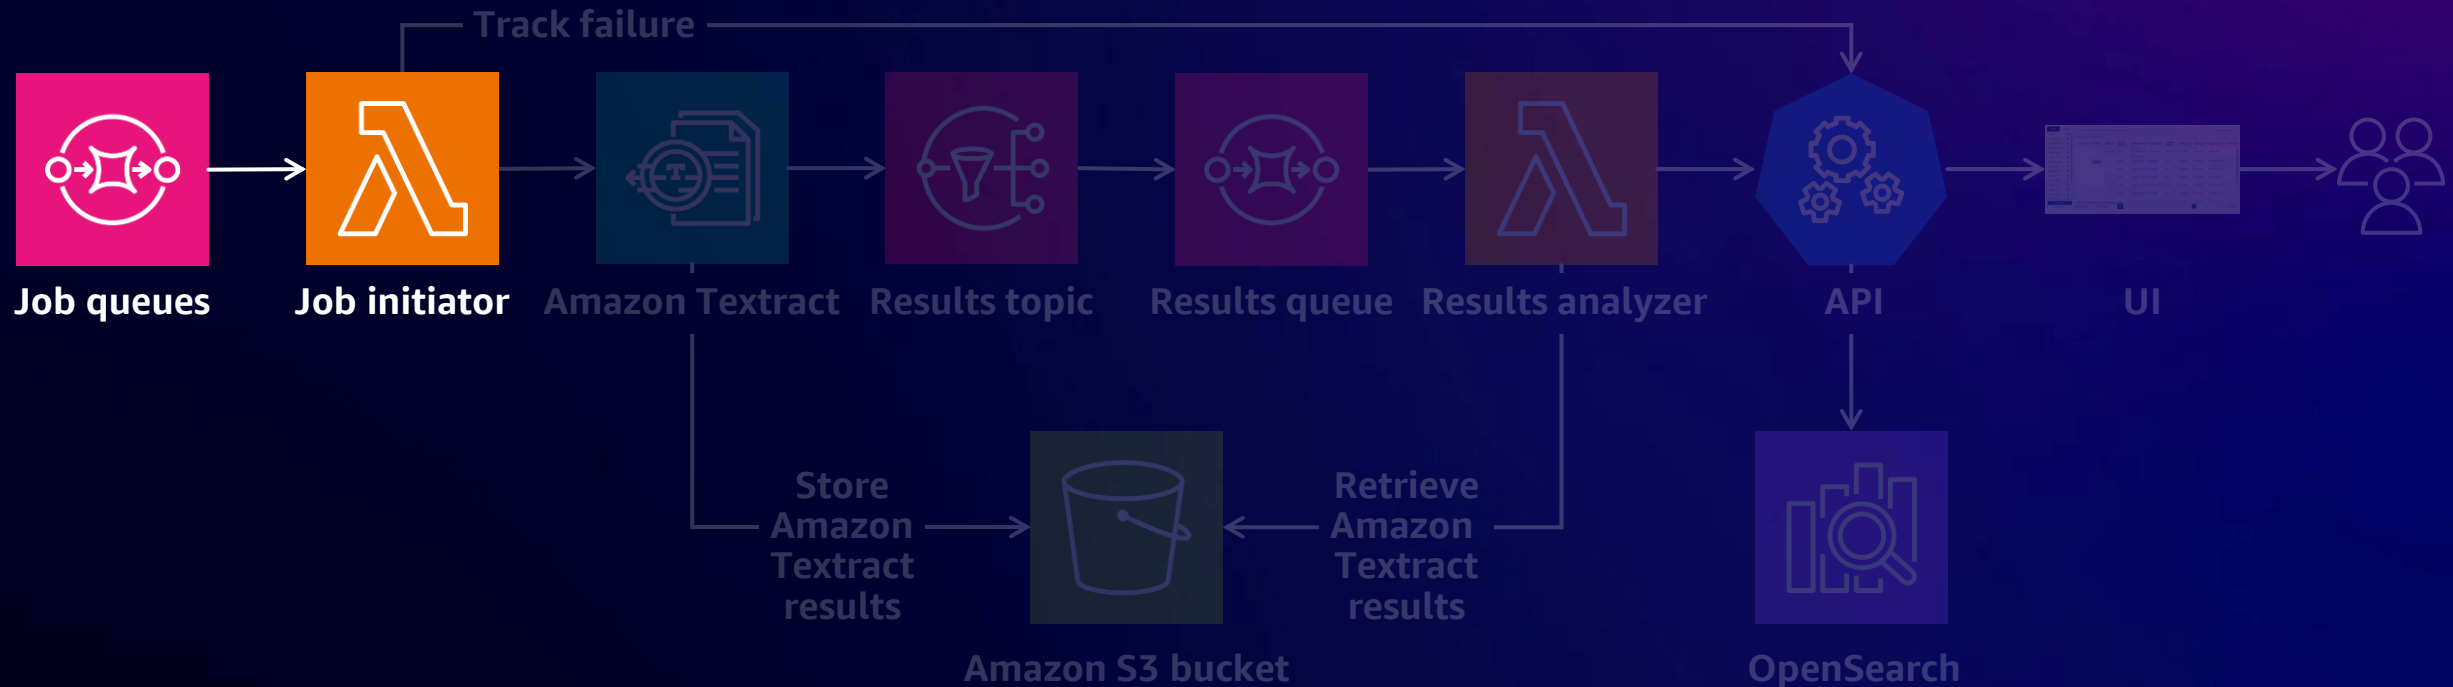 Track failure
Job queues
Job initiator
Amazon Textract
Results topic
Results queue
Results analyzer
API
UI
Store
Amazon
Textract
results
Retrieve
Amazon
Textract
results
Amazon S3 bucket
OpenSearch